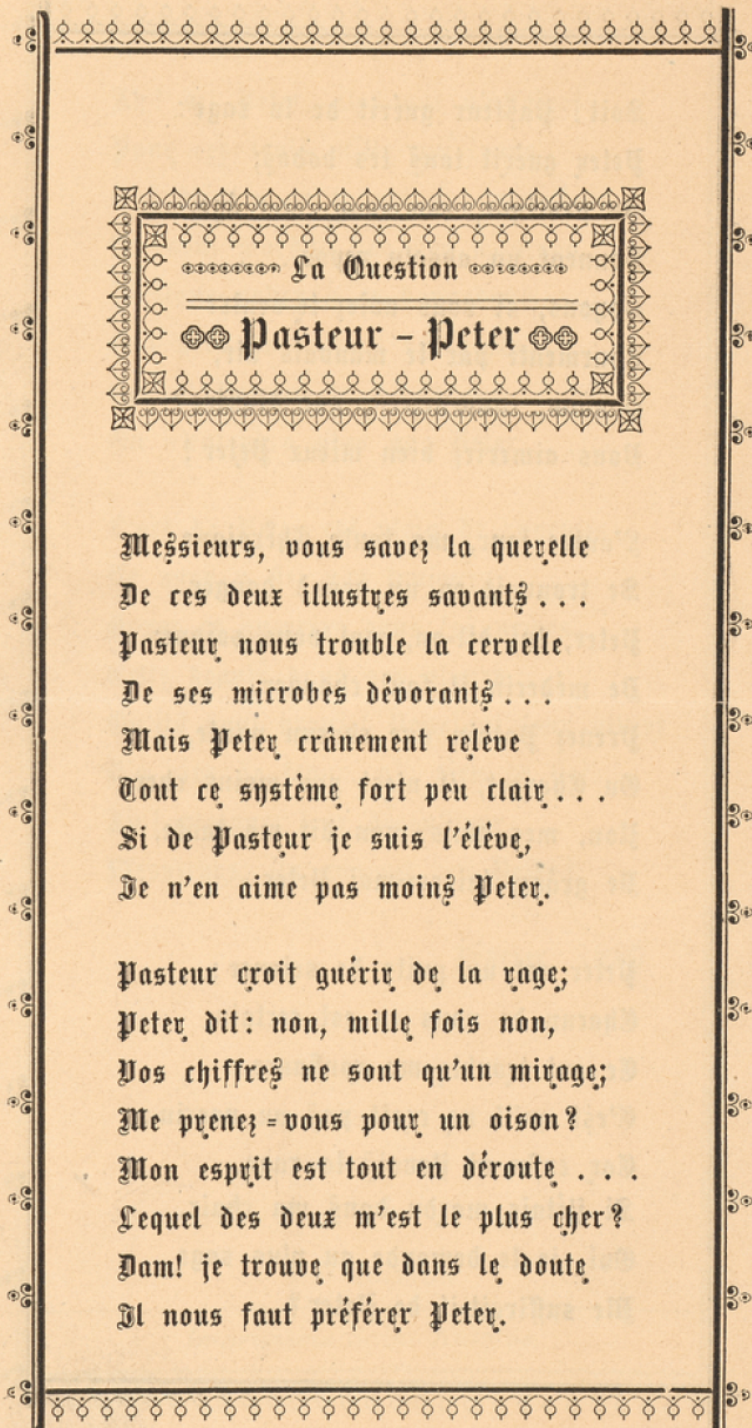 La Question
Pasteur - Peter
Messieurs, vous savez la querelle
De ces deux illustres savants...
Pasteur nous trouble la cervelle
De ses microbes dévorants...
Mais Peter crânement relève
Tout ce système fort peu clair...
Si de Pasteur je suis l'élève,
Je n'en aime pas moins Peter.
Pasteur croit guérir de la rage;
Peter dit: non, mille fois non,
Vos chiffres ne sont qu'un mirage;
Me prenez-vous pour un oison?
Mon esprit est tout en déroute ...
Lequel des deux m'est le plus cher?
Dam! je trouve que dans le doute
Il nous faut préférer Peter.